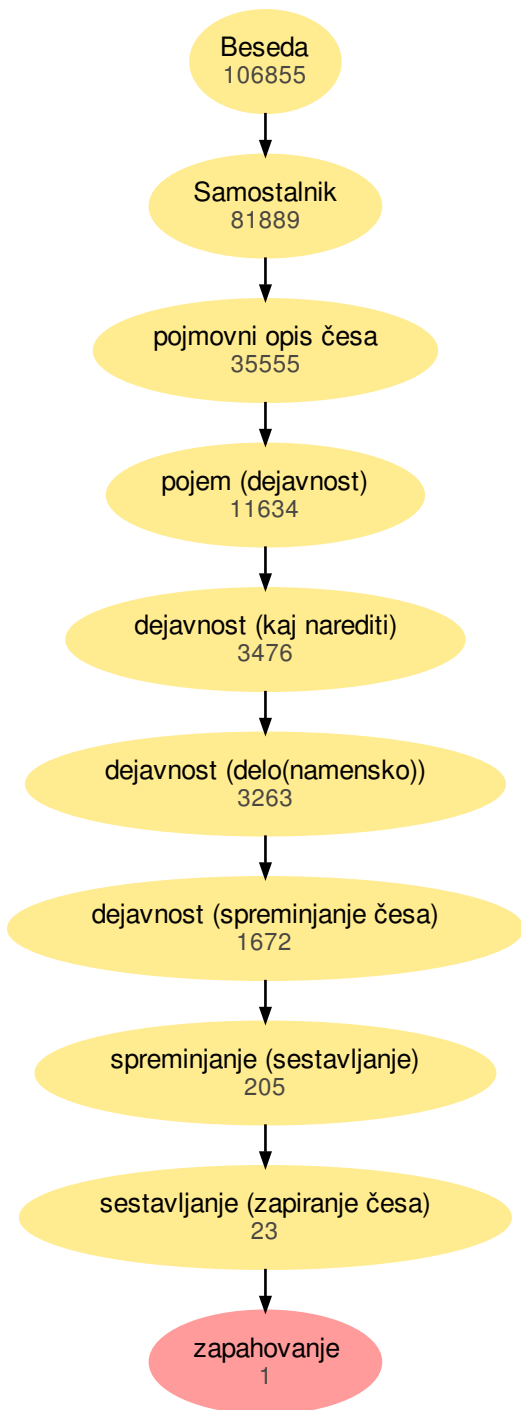 Beseda
106855
Samostalnik
81889
pojmovni opis česa
35555
pojem (dejavnost)
11634
dejavnost (kaj narediti)
3476
dejavnost (delo(namensko))
3263
dejavnost (spreminjanje česa)
1672
spreminjanje (sestavljanje)
205
sestavljanje (zapiranje česa)
23
zapahovanje
1